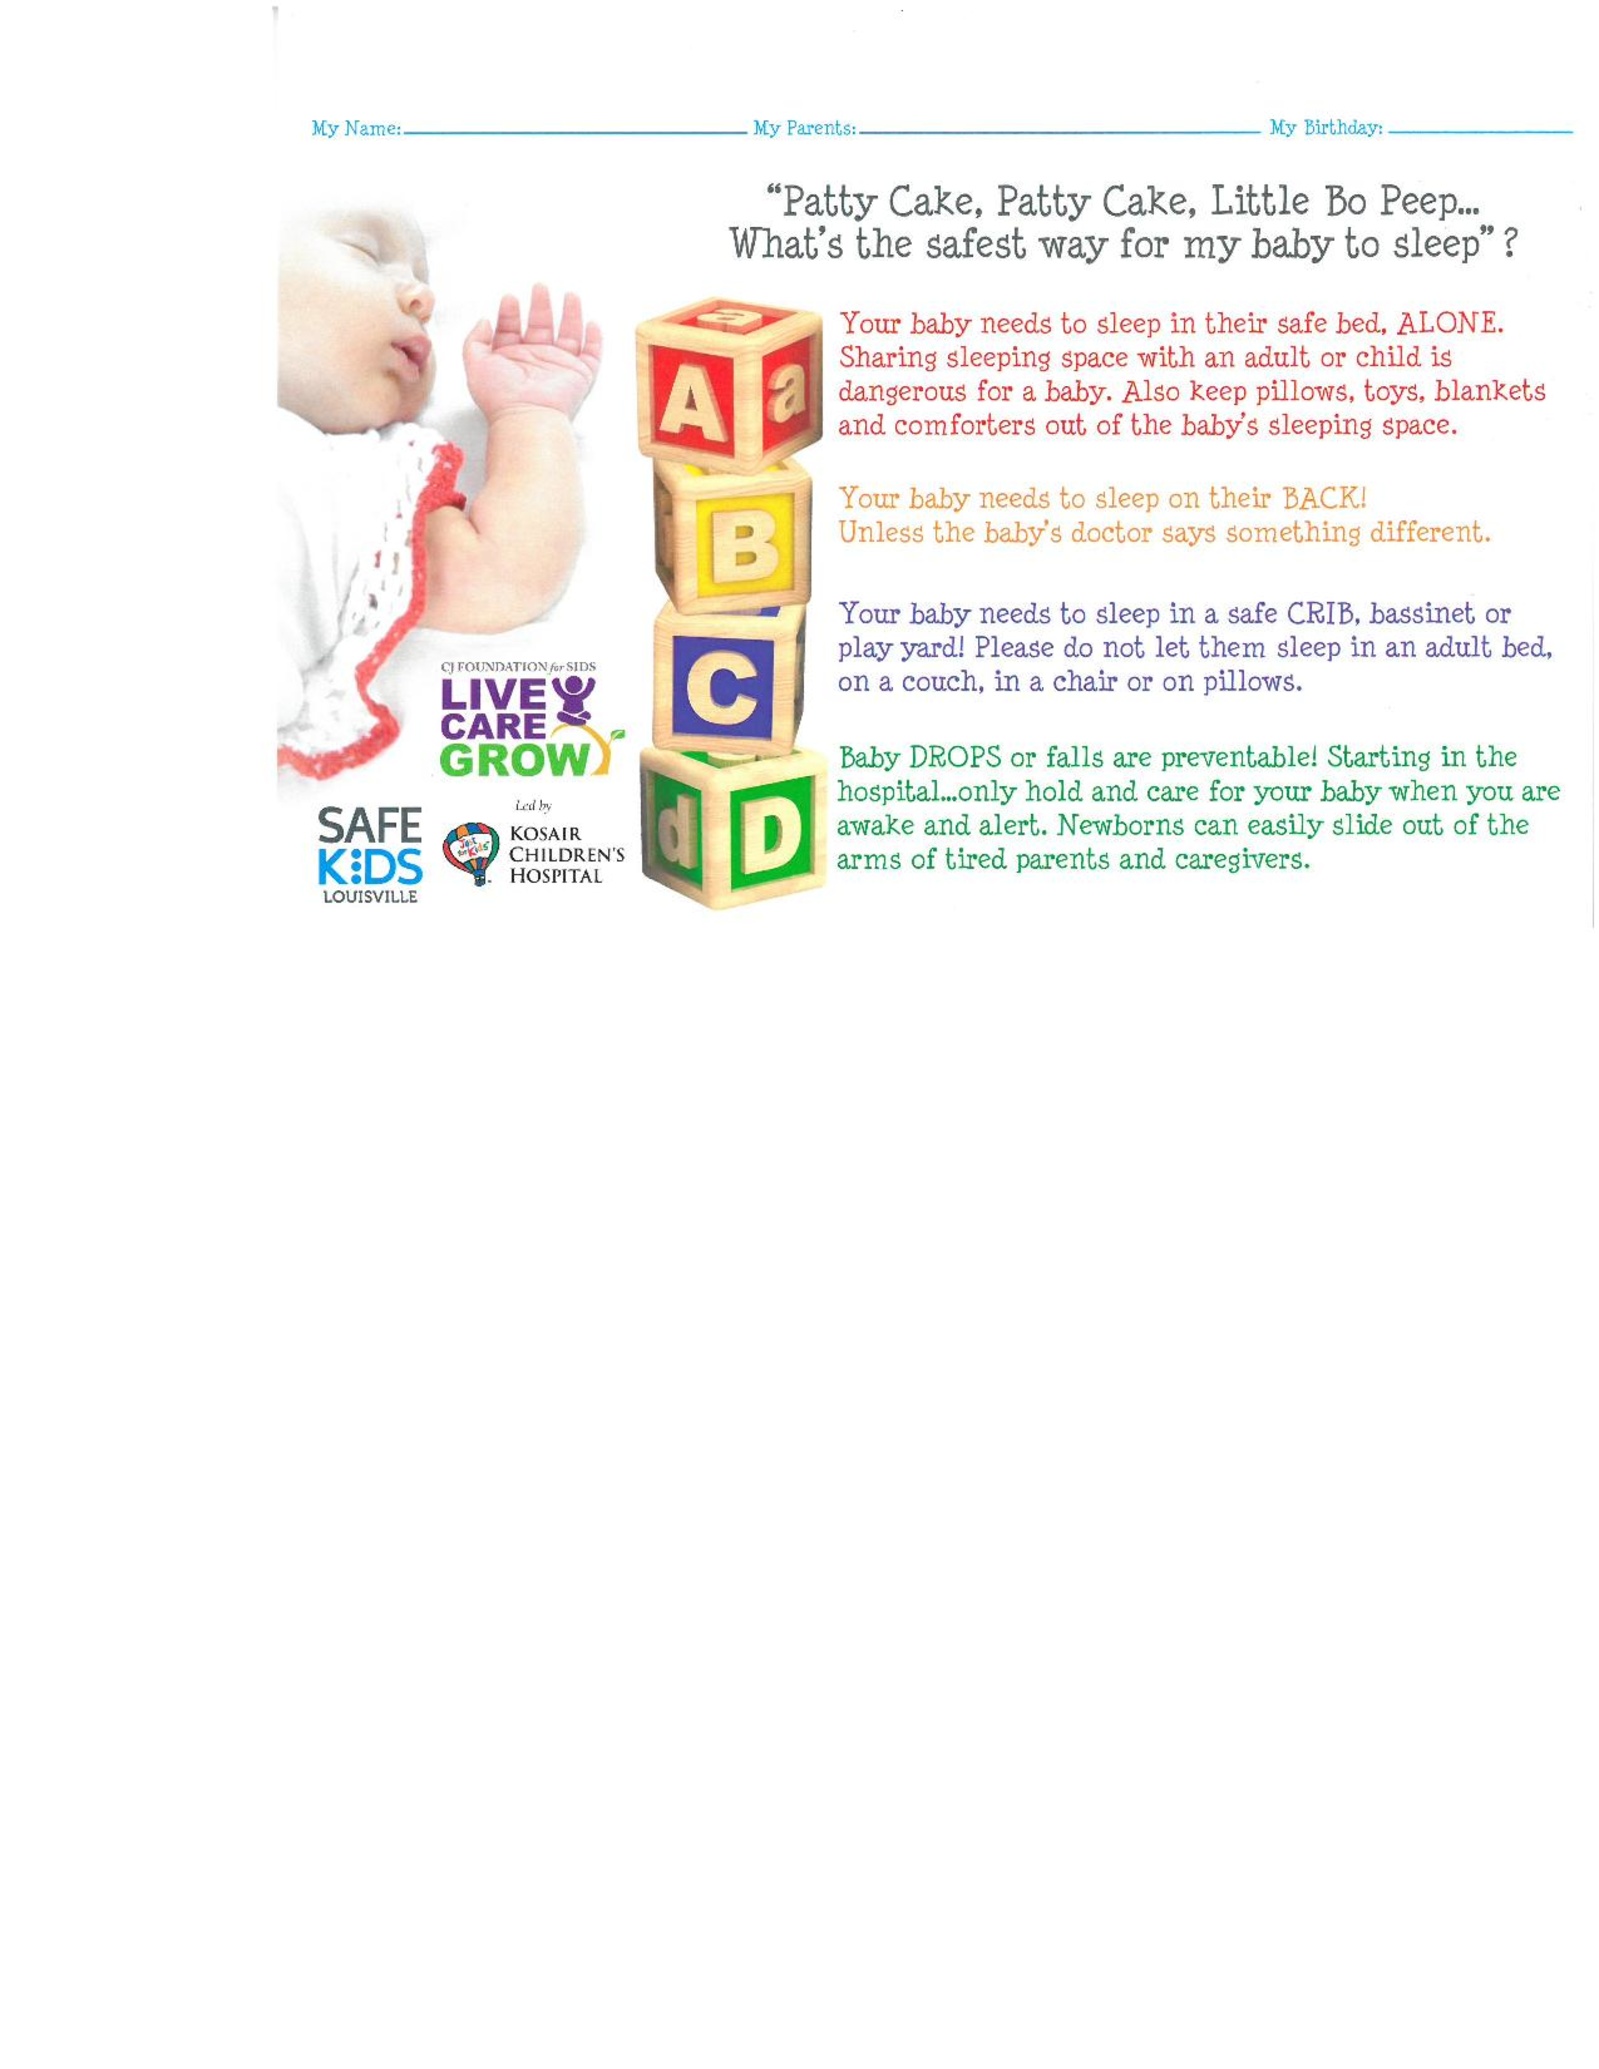 My Name: My Parents: My Birthday:
“Patty Cake, Patty Cake, Little Bo Peep...
What's the safest way for my baby to sleep” ?
a
A a
Your baby needs to sleep in their safe bed, ALONE.
Sharing sleeping space with an adult or child is
dangerous for a baby. Also keep pillows, toys, blankets
and comforters out of the baby's sleeping space.
B
Your baby needs to sleep on their BACK!
Unless the baby's doctor says something different.
C
Your baby needs to sleep in a safe CRIB, bassinet or
play yard! Please do not let them sleep in an adult bed,
on a couch, in a chair or on pillows.
d D
Baby DROPS or falls are preventable! Starting in the
hospital...only hold and care for your baby when you are
awake and alert. Newborns can easily slide out of the
arms of tired parents and caregivers.
CJ FOUNDATION for SIDS
LIVE
CARE
GROW
SAFE
KIDS
LOUISVILLE
Led by
Just
for Kids
KOSAIR
CHILDREN'S
HOSPITAL